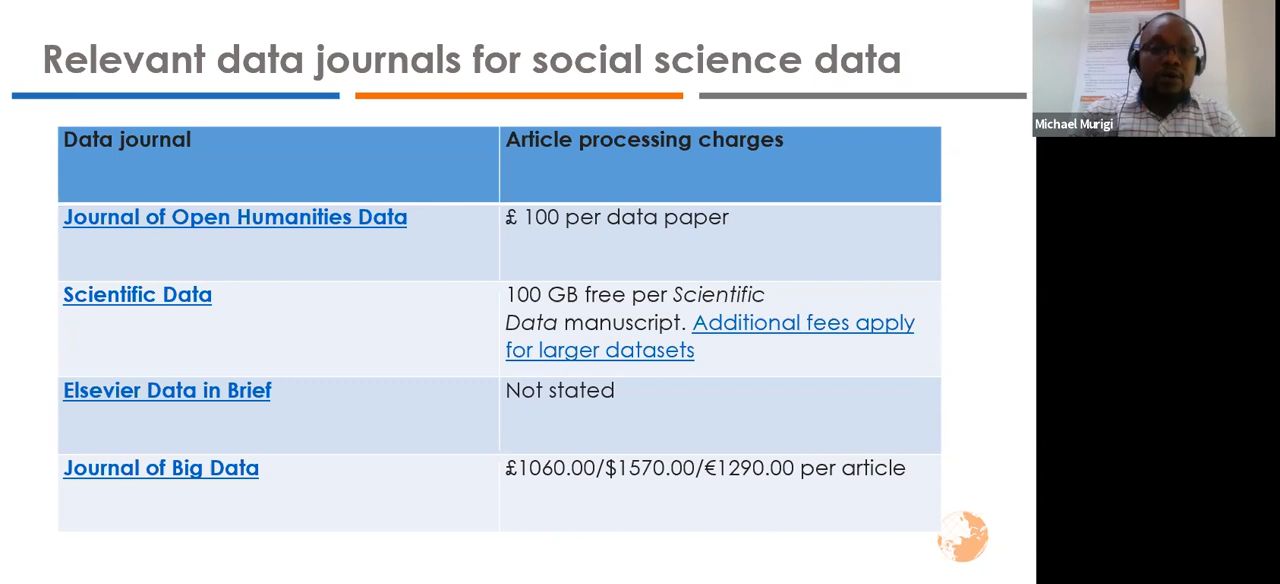 Relevant data journals for social science data
Michael Murigi
Data journal
Article processing charges
Journal of Open Humanities Data
£ 100 per data paper
Scientific Data
100 GB free per Scientific
Data manuscript. Additional fees apply
for larger datasets
Elsevier Data in Brief
Not stated
Journal of Big Data
£1060.00/$1570.00/€1290.00 per article